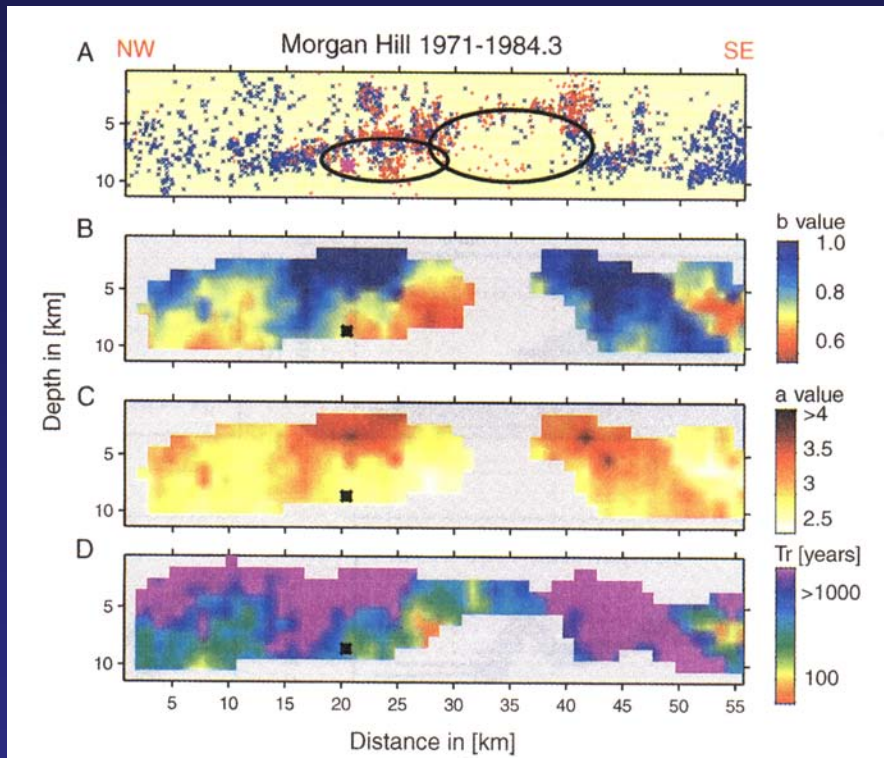 Morgan Hill 1971-1984.3
A NW SE
5
10
B
b value
1.0
0.8
0.6
5
10
Depth in [km]
C
a value
>4
3.5
3
2.5
5
10
D
Tr [years]
>1000
100
5
10
5 10 15 20 25 30 35 40 45 50 55
Distance in [km]